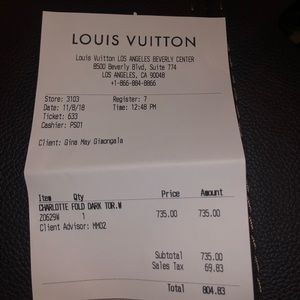 LOUIS VUITTON
Louis Vuitton LOS ANGELES BEVERLY CENTER
8500 Beverly Blvd, Suite 774
LOS ANGELES, CA 90048
+1-866-884-8866
Store: 3103 Register: 7
Date: 11/8/18 Time: 12:48 PM
Ticket: 633
Cashier: PS01
Client: Gina May Gimongala
Item Qty Price Amount
CHARLOTTE FOLD DARK TOR.W
Z0629W 1 735.00 735.00
Client Advisor: MM02
Subtotal 735.00
Sales Tax 69.83
Total 804.83